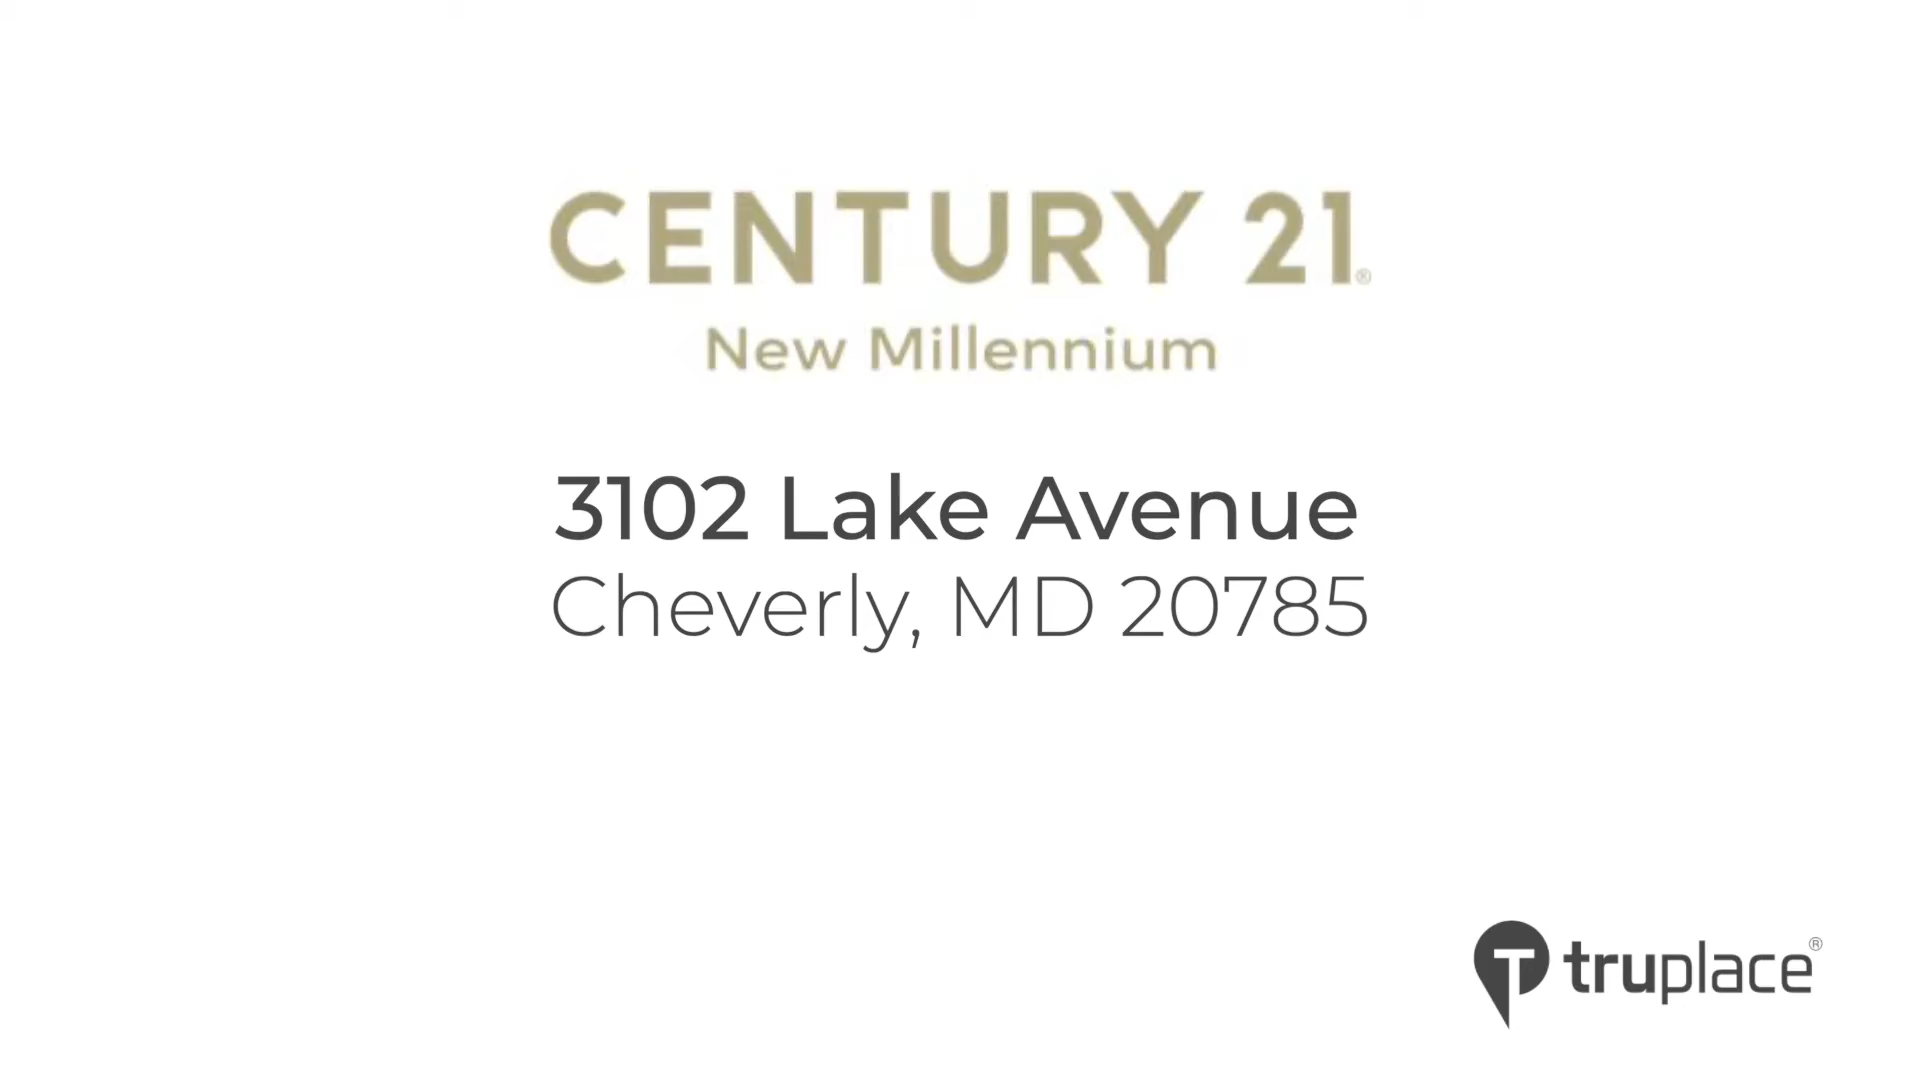 CENTURY 21®
New Millennium
3102 Lake Avenue
Cheverly, MD 20785
truplace®